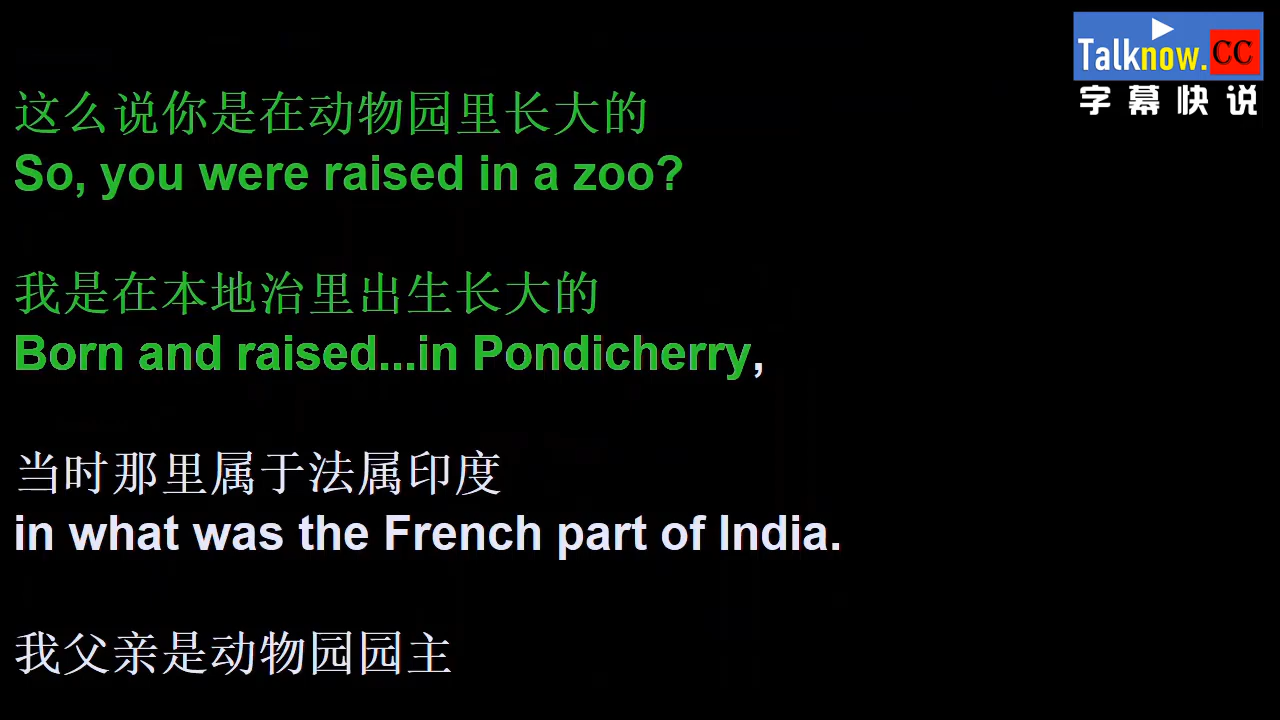 Talknow.CC
字幕快说
这么说你是在动物园里长大的
So, you were raised in a zoo?
我是在本地治里出生长大的
Born and raised...in Pondicherry,
当时那里属于法属印度
in what was the French part of India.
我父亲是动物园园主